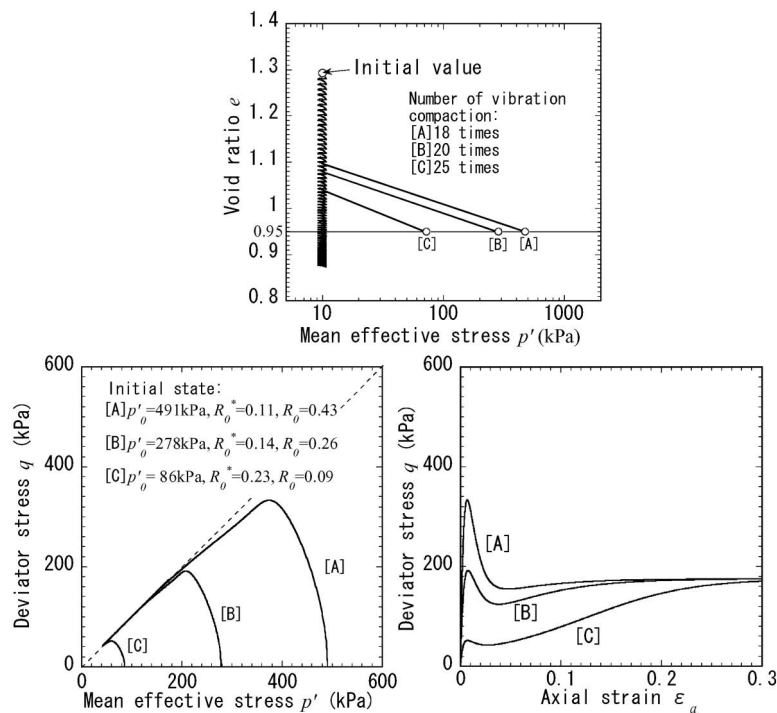 1.4
1.3
1.2
1.1
1
0.95
0.9
0.8
Void ratio e
Initial value
Number of vibration
compaction:
[A]18 times
[B]20 times
[C]25 times
[C]
[B]
[A]
10
100
1000
Mean effective stress p′(kPa)
600
400
200
0
Deviator stress q (kPa)
Initial state:
[A]p′₀=491kPa, R₀*=0.11, R₀=0.43
[B]p′₀=278kPa, R₀*=0.14, R₀=0.26
[C]p′₀= 86kPa, R₀*=0.23, R₀=0.09
[A]
[B]
[C]
0
200
400
600
Mean effective stress p′ (kPa)
600
400
200
0
Deviator stress q (kPa)
[A]
[B]
[C]
0
0.1
0.2
0.3
Axial strain εₐ